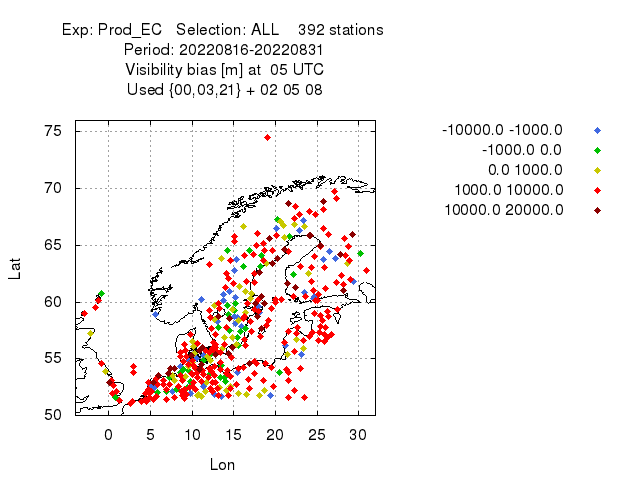 Exp: Prod_EC   Selection: ALL    392 stations
Period: 20220816-20220831
Visibility bias [m] at  05 UTC
Used {00,03,21} + 02 05 08
-10000.0 -1000.0
-1000.0 0.0
0.0 1000.0
1000.0 10000.0
10000.0 20000.0
75
70
65
60
55
50
Lat
0 5 10 15 20 25 30
Lon